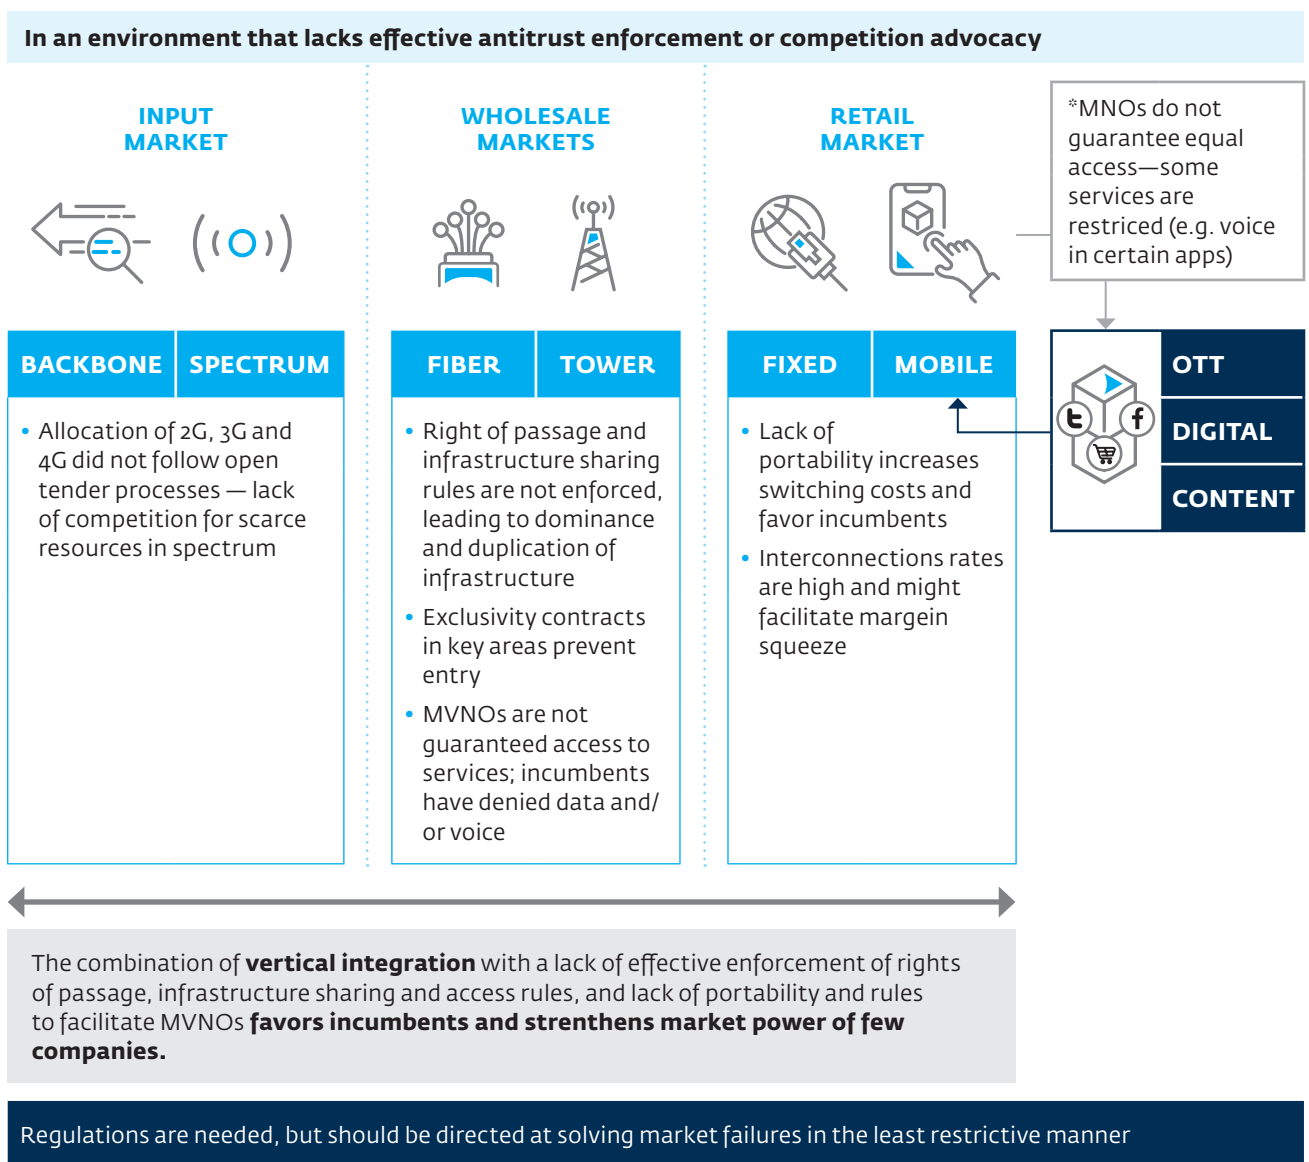 In an environment that lacks effective antitrust enforcement or competition advocacy
INPUT
MARKET
WHOLESALE
MARKETS
RETAIL
MARKET
*MNOs do not
guarantee equal
access—some
services are
restriced (e.g. voice
in certain apps)
BACKBONE
SPECTRUM
• Allocation of 2G, 3G and
4G did not follow open
tender processes — lack
of competition for scarce
resources in spectrum
FIBER
TOWER
• Right of passage and
infrastructure sharing
rules are not enforced,
leading to dominance
and duplication of
infrastructure
• Exclusivity contracts
in key areas prevent
entry
• MVNOs are not
guaranteed access to
services; incumbents
have denied data and/
or voice
FIXED
MOBILE
• Lack of
portability increases
switching costs and
favor incumbents
• Interconnections rates
are high and might
facilitate margein
squeeze
OTT
DIGITAL
CONTENT
The combination of vertical integration with a lack of effective enforcement of rights
of passage, infrastructure sharing and access rules, and lack of portability and rules
to facilitate MVNOs favors incumbents and strenthens market power of few
companies.
Regulations are needed, but should be directed at solving market failures in the least restrictive manner